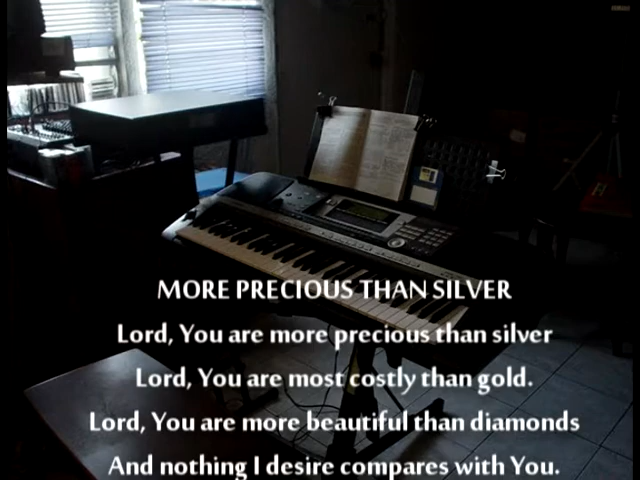 MORE PRECIOUS THAN SILVER
Lord, You are more precious than silver
Lord, You are most costly than gold.
Lord, You are more beautiful than diamonds
And nothing I desire compares with You.